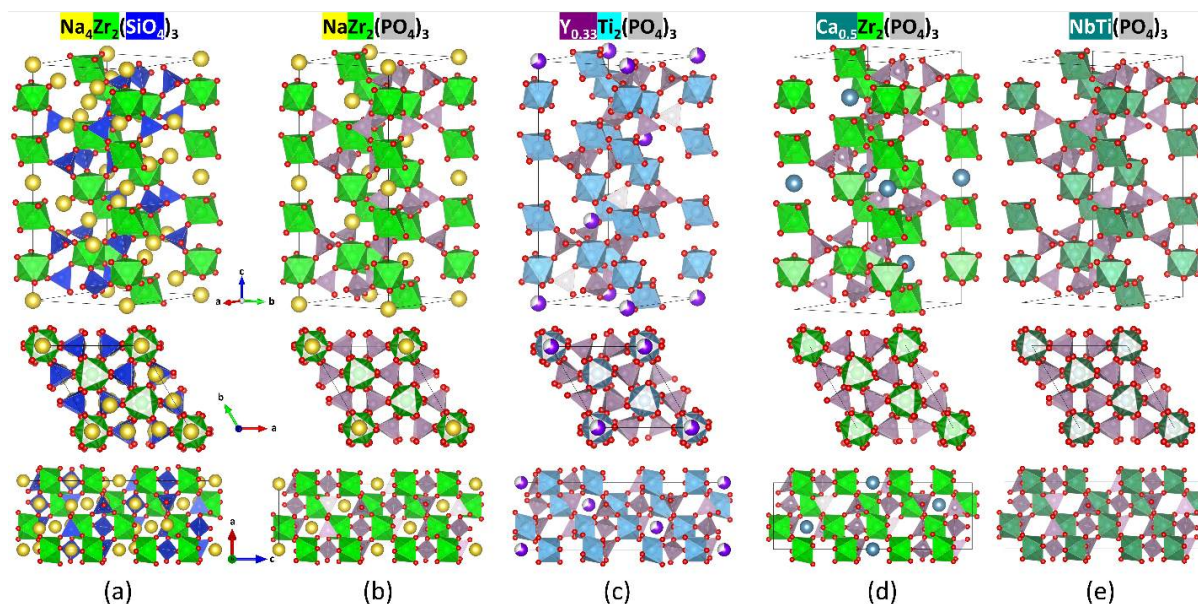 Na₄Zr₂(SiO₄)₃
NaZr₂(PO₄)₃
Y₀.₃₃Ti₂(PO₄)₃
Ca₀.₅Zr₂(PO₄)₃
NbTi(PO₄)₃
c
a
b
b
a
a
c
(a)
(b)
(c)
(d)
(e)